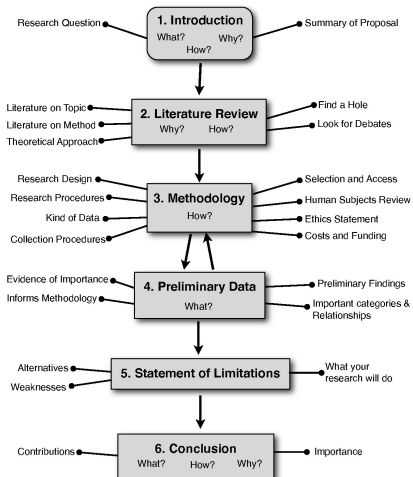 Research Question
1. Introduction
What? Why?
How?
Summary of Proposal
Literature on Topic
Literature on Method
Theoretical Approach
2. Literature Review
Why? How?
Find a Hole
Look for Debates
Research Design
Research Procedures
Kind of Data
Collection Procedures
3. Methodology
How?
Selection and Access
Human Subjects Review
Ethics Statement
Costs and Funding
Evidence of Importance
Informs Methodology
4. Preliminary Data
What?
Preliminary Findings
Important categories &
Relationships
Alternatives
Weaknesses
5. Statement of Limitations
What your
research will do
Contributions
6. Conclusion
What? How? Why?
Importance